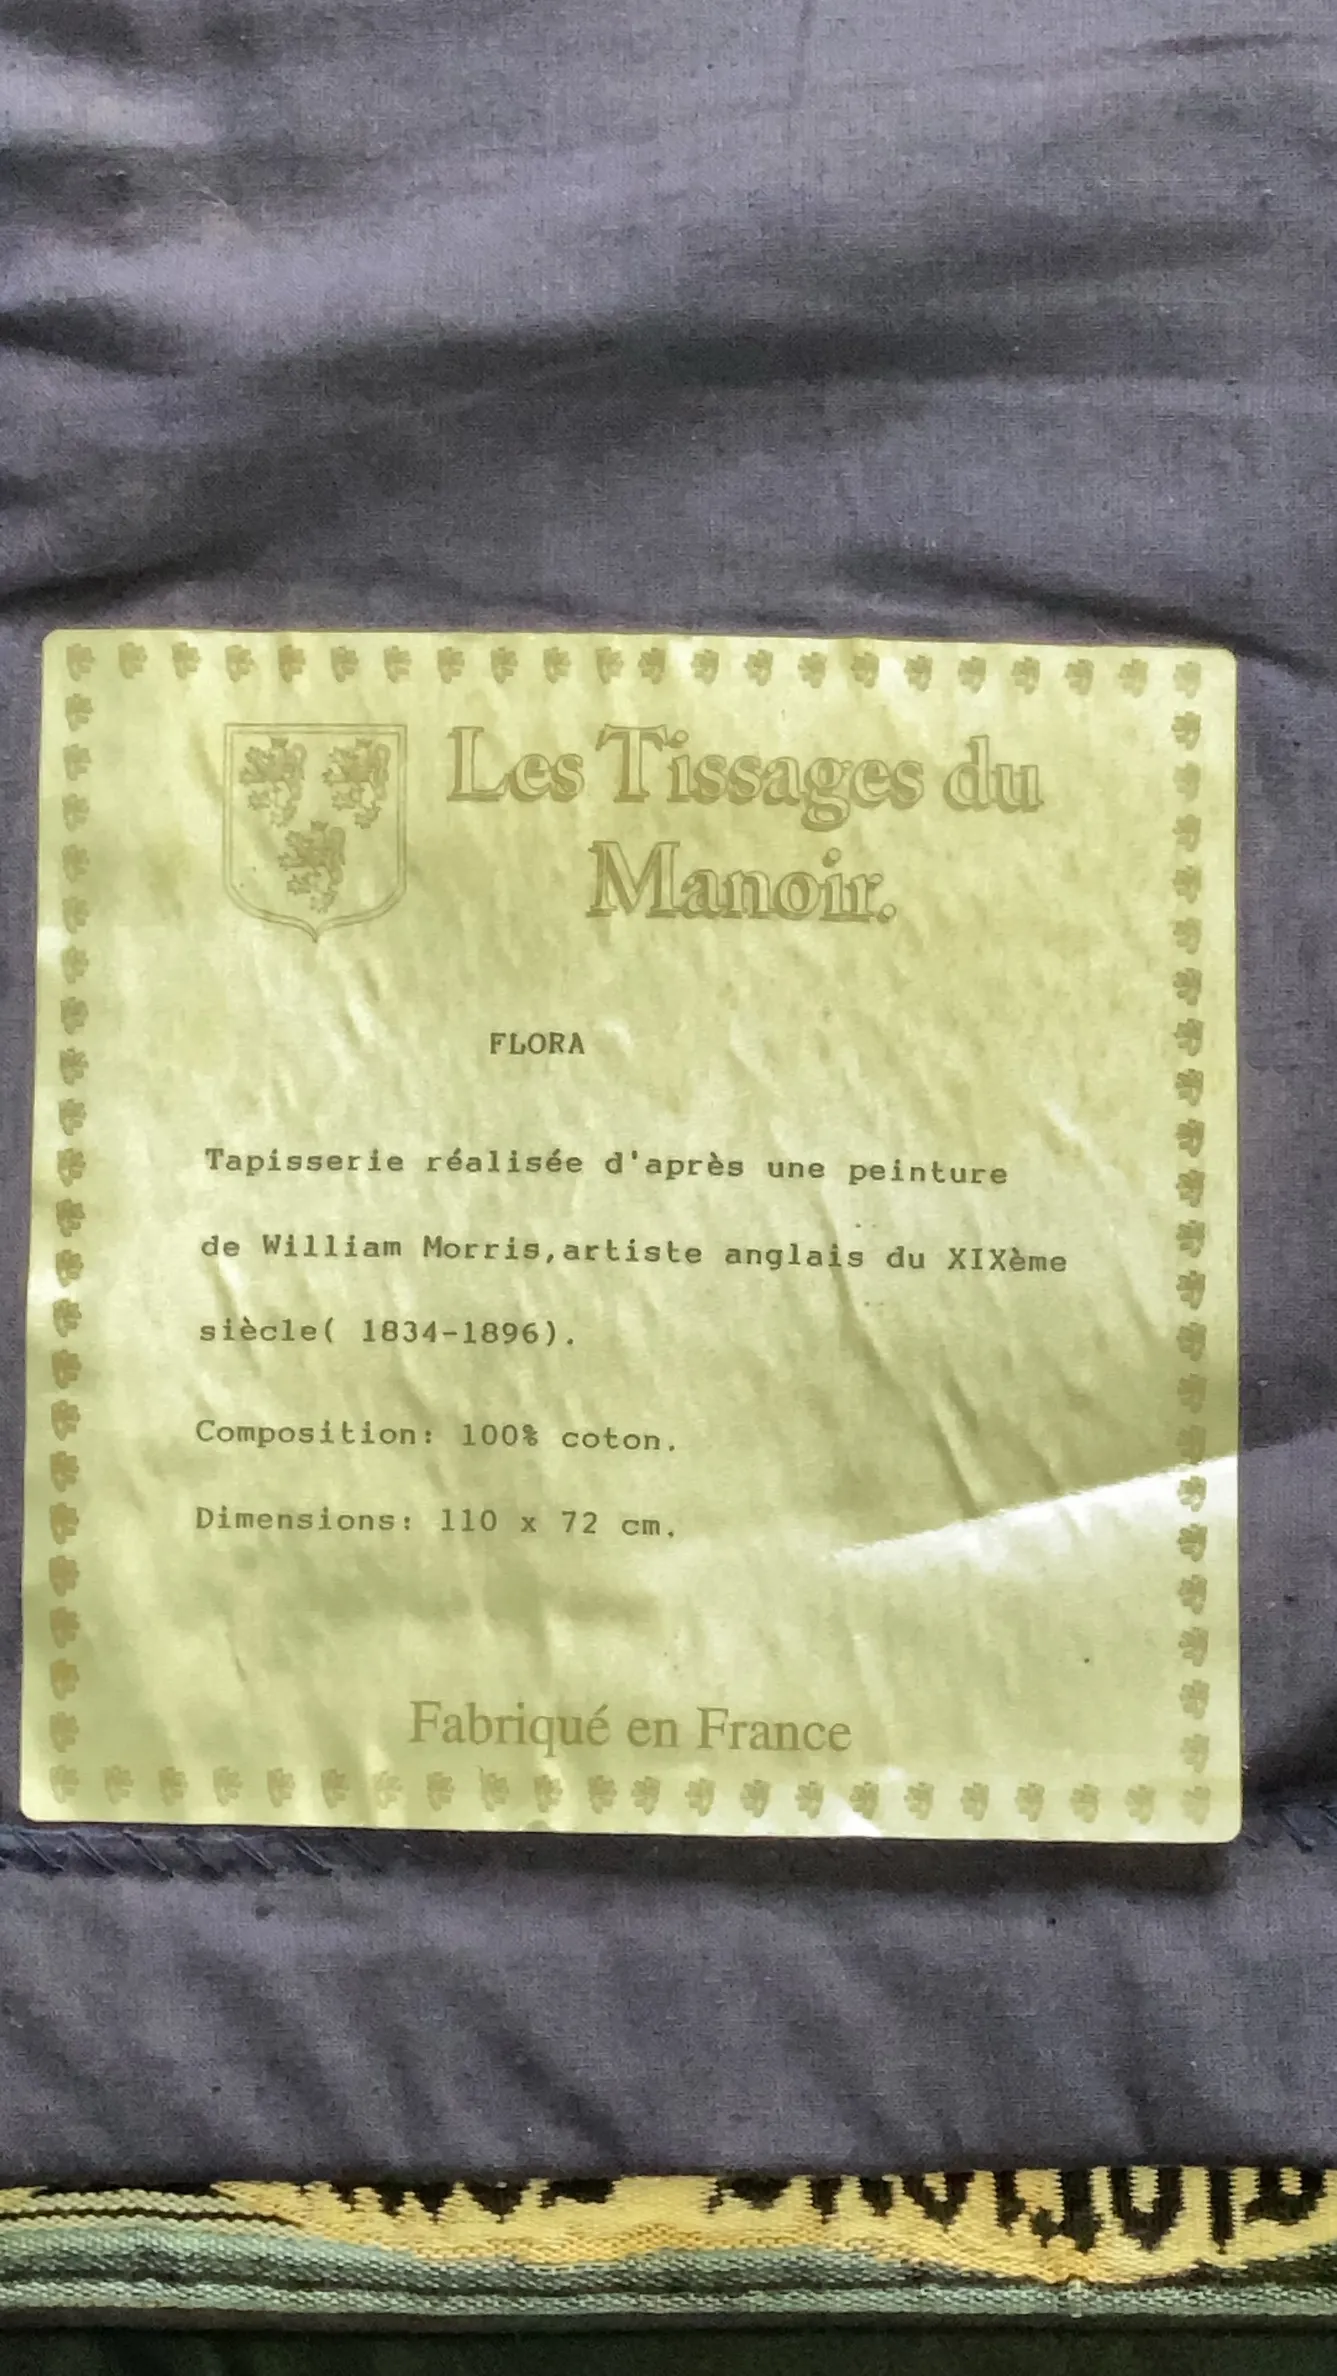 Les Tissages du
Manoir.
FLORA
Tapisserie réalisée d'après une peinture
de William Morris,artiste anglais du XIXème
siècle( 1834-1896).
Composition: 100% coton.
Dimensions: 110 x 72 cm.
Fabriqué en France